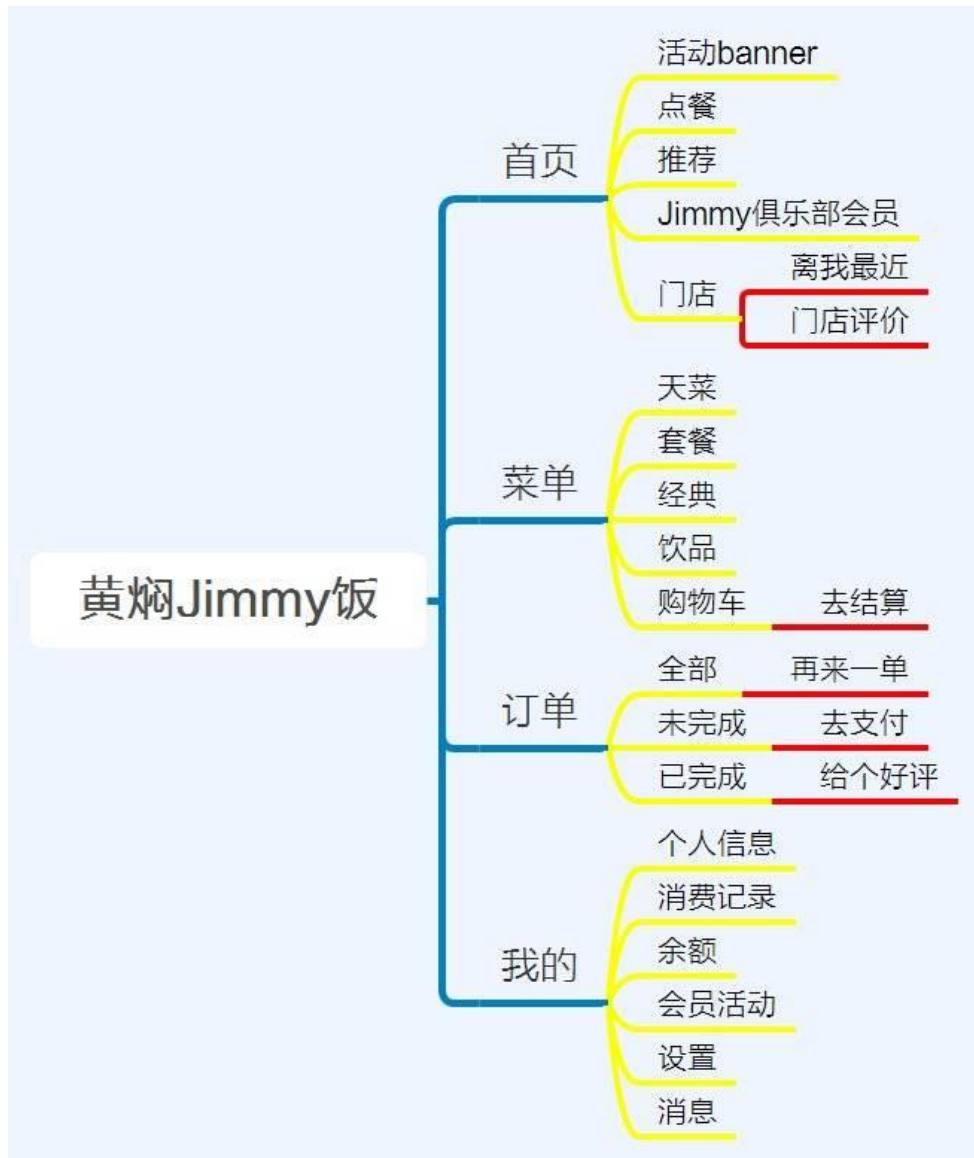 黄焖Jimmy饭
首页
活动banner
点餐
推荐
Jimmy俱乐部会员
门店
离我最近
门店评价
菜单
天菜
套餐
经典
饮品
购物车
去结算
订单
全部
再来一单
未完成
去支付
已完成
给个好评
我的
个人信息
消费记录
余额
会员活动
设置
消息